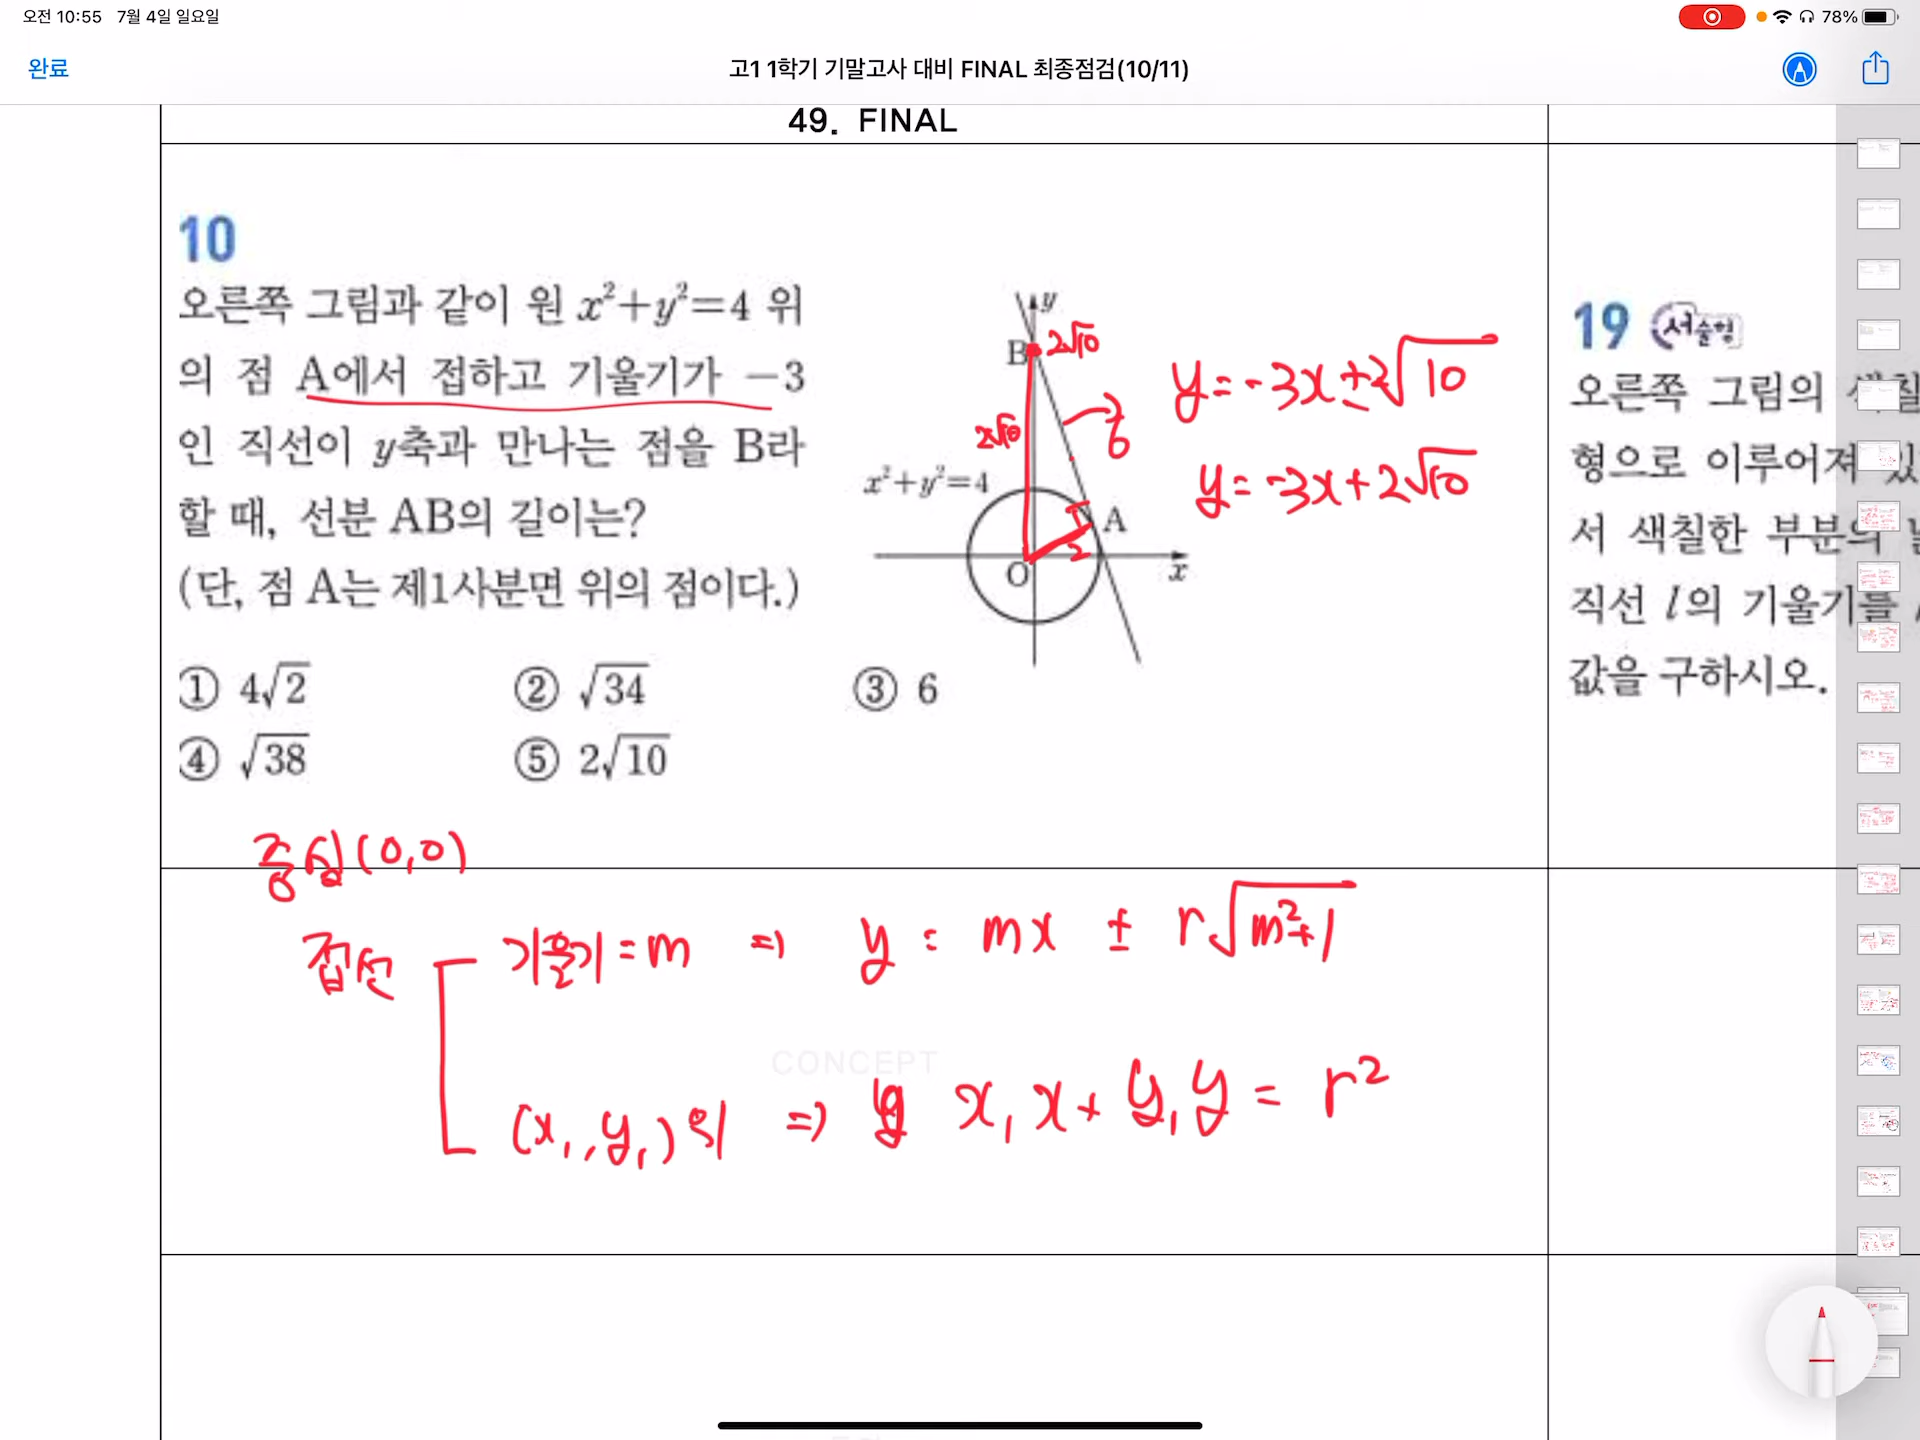 오전 10:55 7월 4일 일요일
78%
완료
고1 1학기 기말고사 대비 FINAL 최종점검(10/11)
49. FINAL
10
오른쪽 그림과 같이 원 x²+y²=4 위
의 점 A에서 접하고 기울기가 −3
인 직선이 y축과 만나는 점을 B라
할 때, 선분 AB의 길이는?
(단, 점 A는 제1사분면 위의 점이다.)
① 4√2 ② √34 ③ 6
④ √38 ⑤ 2√10
y
B 2√10
2√10
6
x²+y²=4
A
2
O
x
y=-3x±2√10
y=-3x+2√10
중심(0,0)
접선
기울기=m ⇒ y = mx ± r√m²+1
CONCEPT
(x₁, y₁)위 ⇒ x₁x+y₁y = r²
19 서술형
오른쪽 그림의
형으로 이루어져 있
서 색칠한 부분의
직선 l의 기울기를
값을 구하시오.